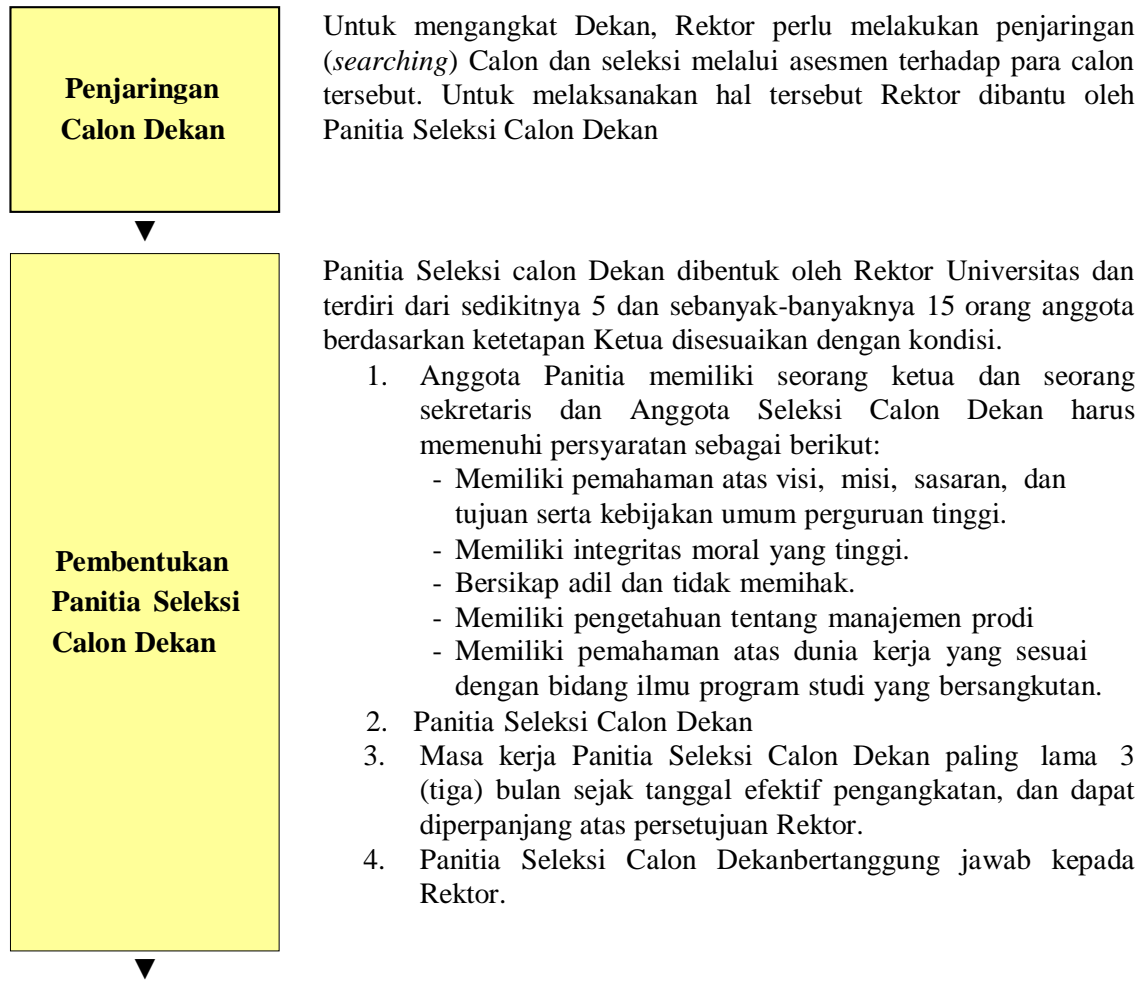 Penjaringan
Calon Dekan
Untuk mengangkat Dekan, Rektor perlu melakukan penjaringan
(searching) Calon dan seleksi melalui asesmen terhadap para calon
tersebut. Untuk melaksanakan hal tersebut Rektor dibantu oleh
Panitia Seleksi Calon Dekan
▼
Pembentukan
Panitia Seleksi
Calon Dekan
Panitia Seleksi calon Dekan dibentuk oleh Rektor Universitas dan
terdiri dari sedikitnya 5 dan sebanyak-banyaknya 15 orang anggota
berdasarkan ketetapan Ketua disesuaikan dengan kondisi.
1. Anggota Panitia memiliki seorang ketua dan seorang
sekretaris dan Anggota Seleksi Calon Dekan harus
memenuhi persyaratan sebagai berikut:
- Memiliki pemahaman atas visi, misi, sasaran, dan
tujuan serta kebijakan umum perguruan tinggi.
- Memiliki integritas moral yang tinggi.
- Bersikap adil dan tidak memihak.
- Memiliki pengetahuan tentang manajemen prodi
- Memiliki pemahaman atas dunia kerja yang sesuai
dengan bidang ilmu program studi yang bersangkutan.
2. Panitia Seleksi Calon Dekan
3. Masa kerja Panitia Seleksi Calon Dekan paling lama 3
(tiga) bulan sejak tanggal efektif pengangkatan, dan dapat
diperpanjang atas persetujuan Rektor.
4. Panitia Seleksi Calon Dekanbertanggung jawab kepada
Rektor.
▼